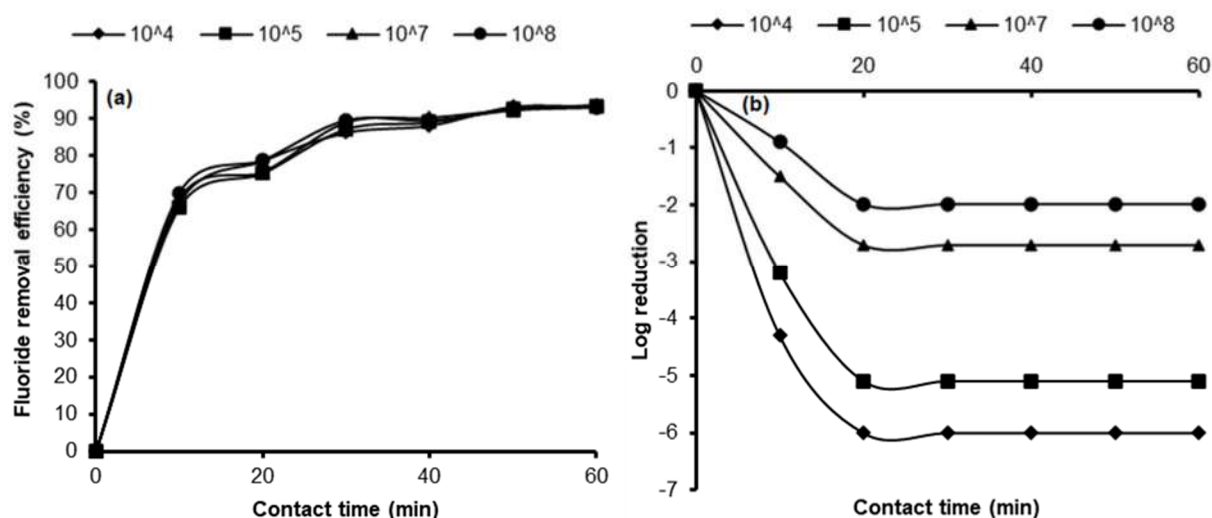 10^4 10^5 10^7 10^8
(a)
Fluoride removal efficiency (%)
100
90
80
70
60
50
40
30
20
10
0
0 20 40 60
Contact time (min)
10^4 10^5 10^7 10^8
0 20 40 60
(b)
Log reduction
0
-1
-2
-3
-4
-5
-6
-7
Contact time (min)